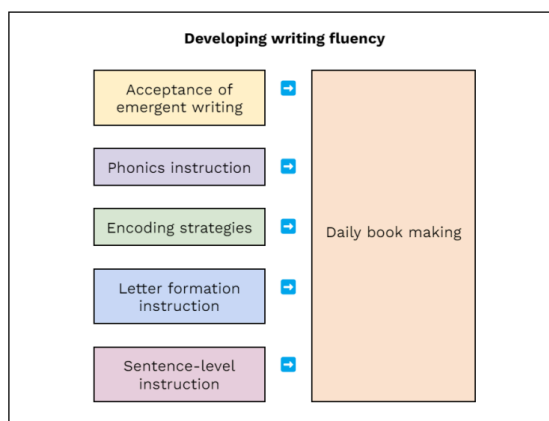 Developing writing fluency
Acceptance of
emergent writing
Phonics instruction
Encoding strategies
Daily book making
Letter formation
instruction
Sentence-level
instruction